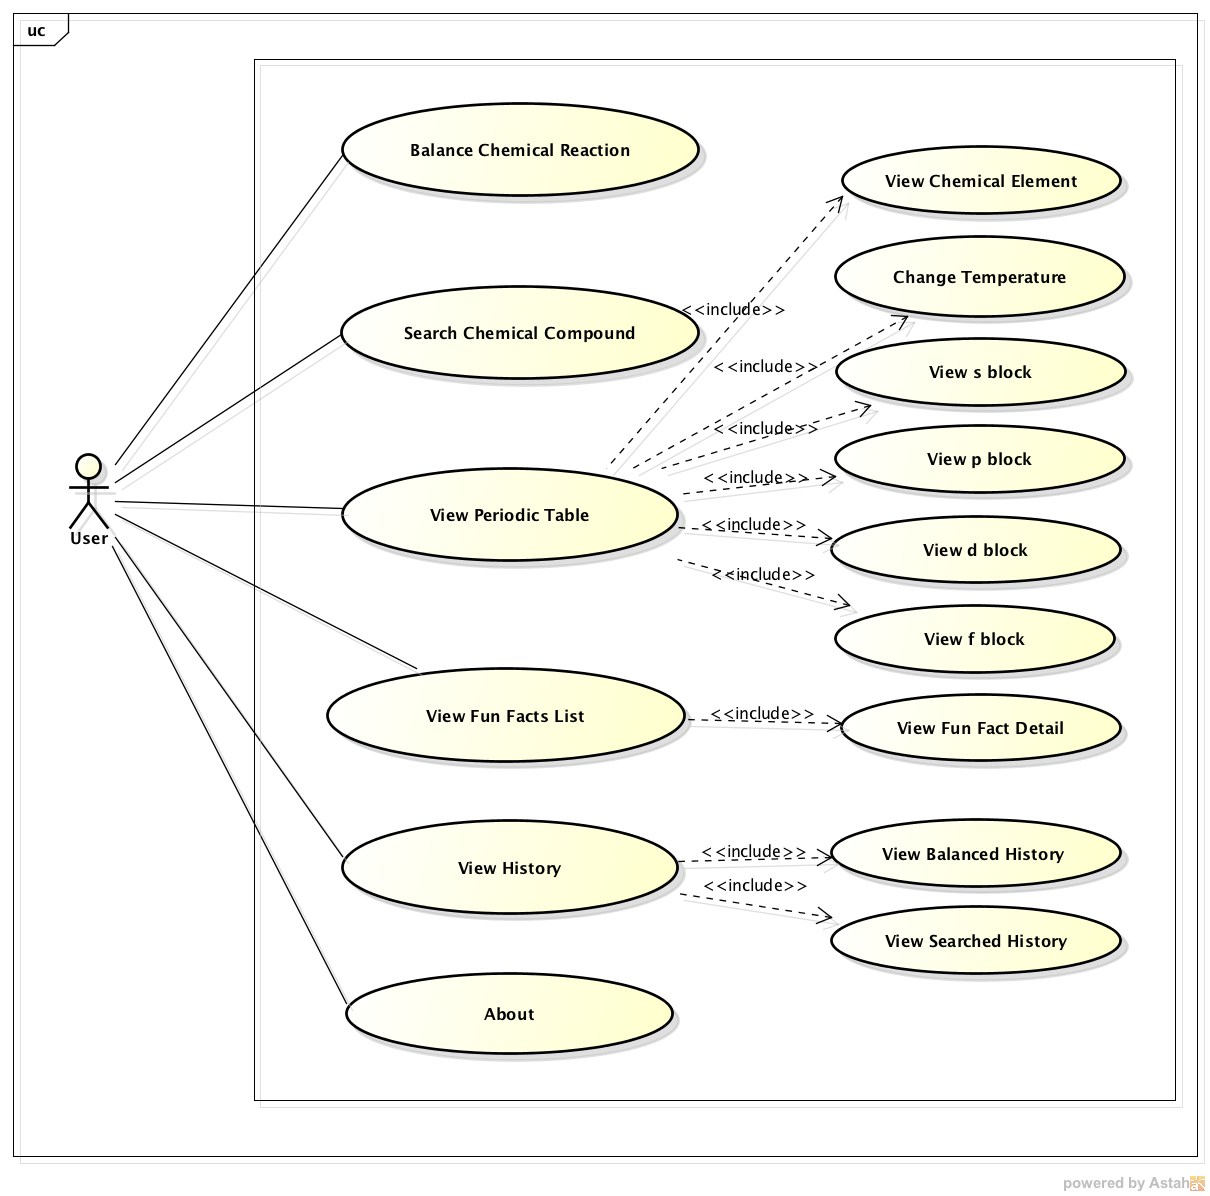 uc
Balance Chemical Reaction
View Chemical Element
Change Temperature
<<include>>
Search Chemical Compound
<<include>>
View s block
<<include>>
View p block
<<include>>
View Periodic Table
<<include>>
View d block
User
<<include>>
View f block
View Fun Facts List
<<include>>
View Fun Fact Detail
<<include>>
View Balanced History
View History
<<include>>
View Searched History
About
powered by Astah